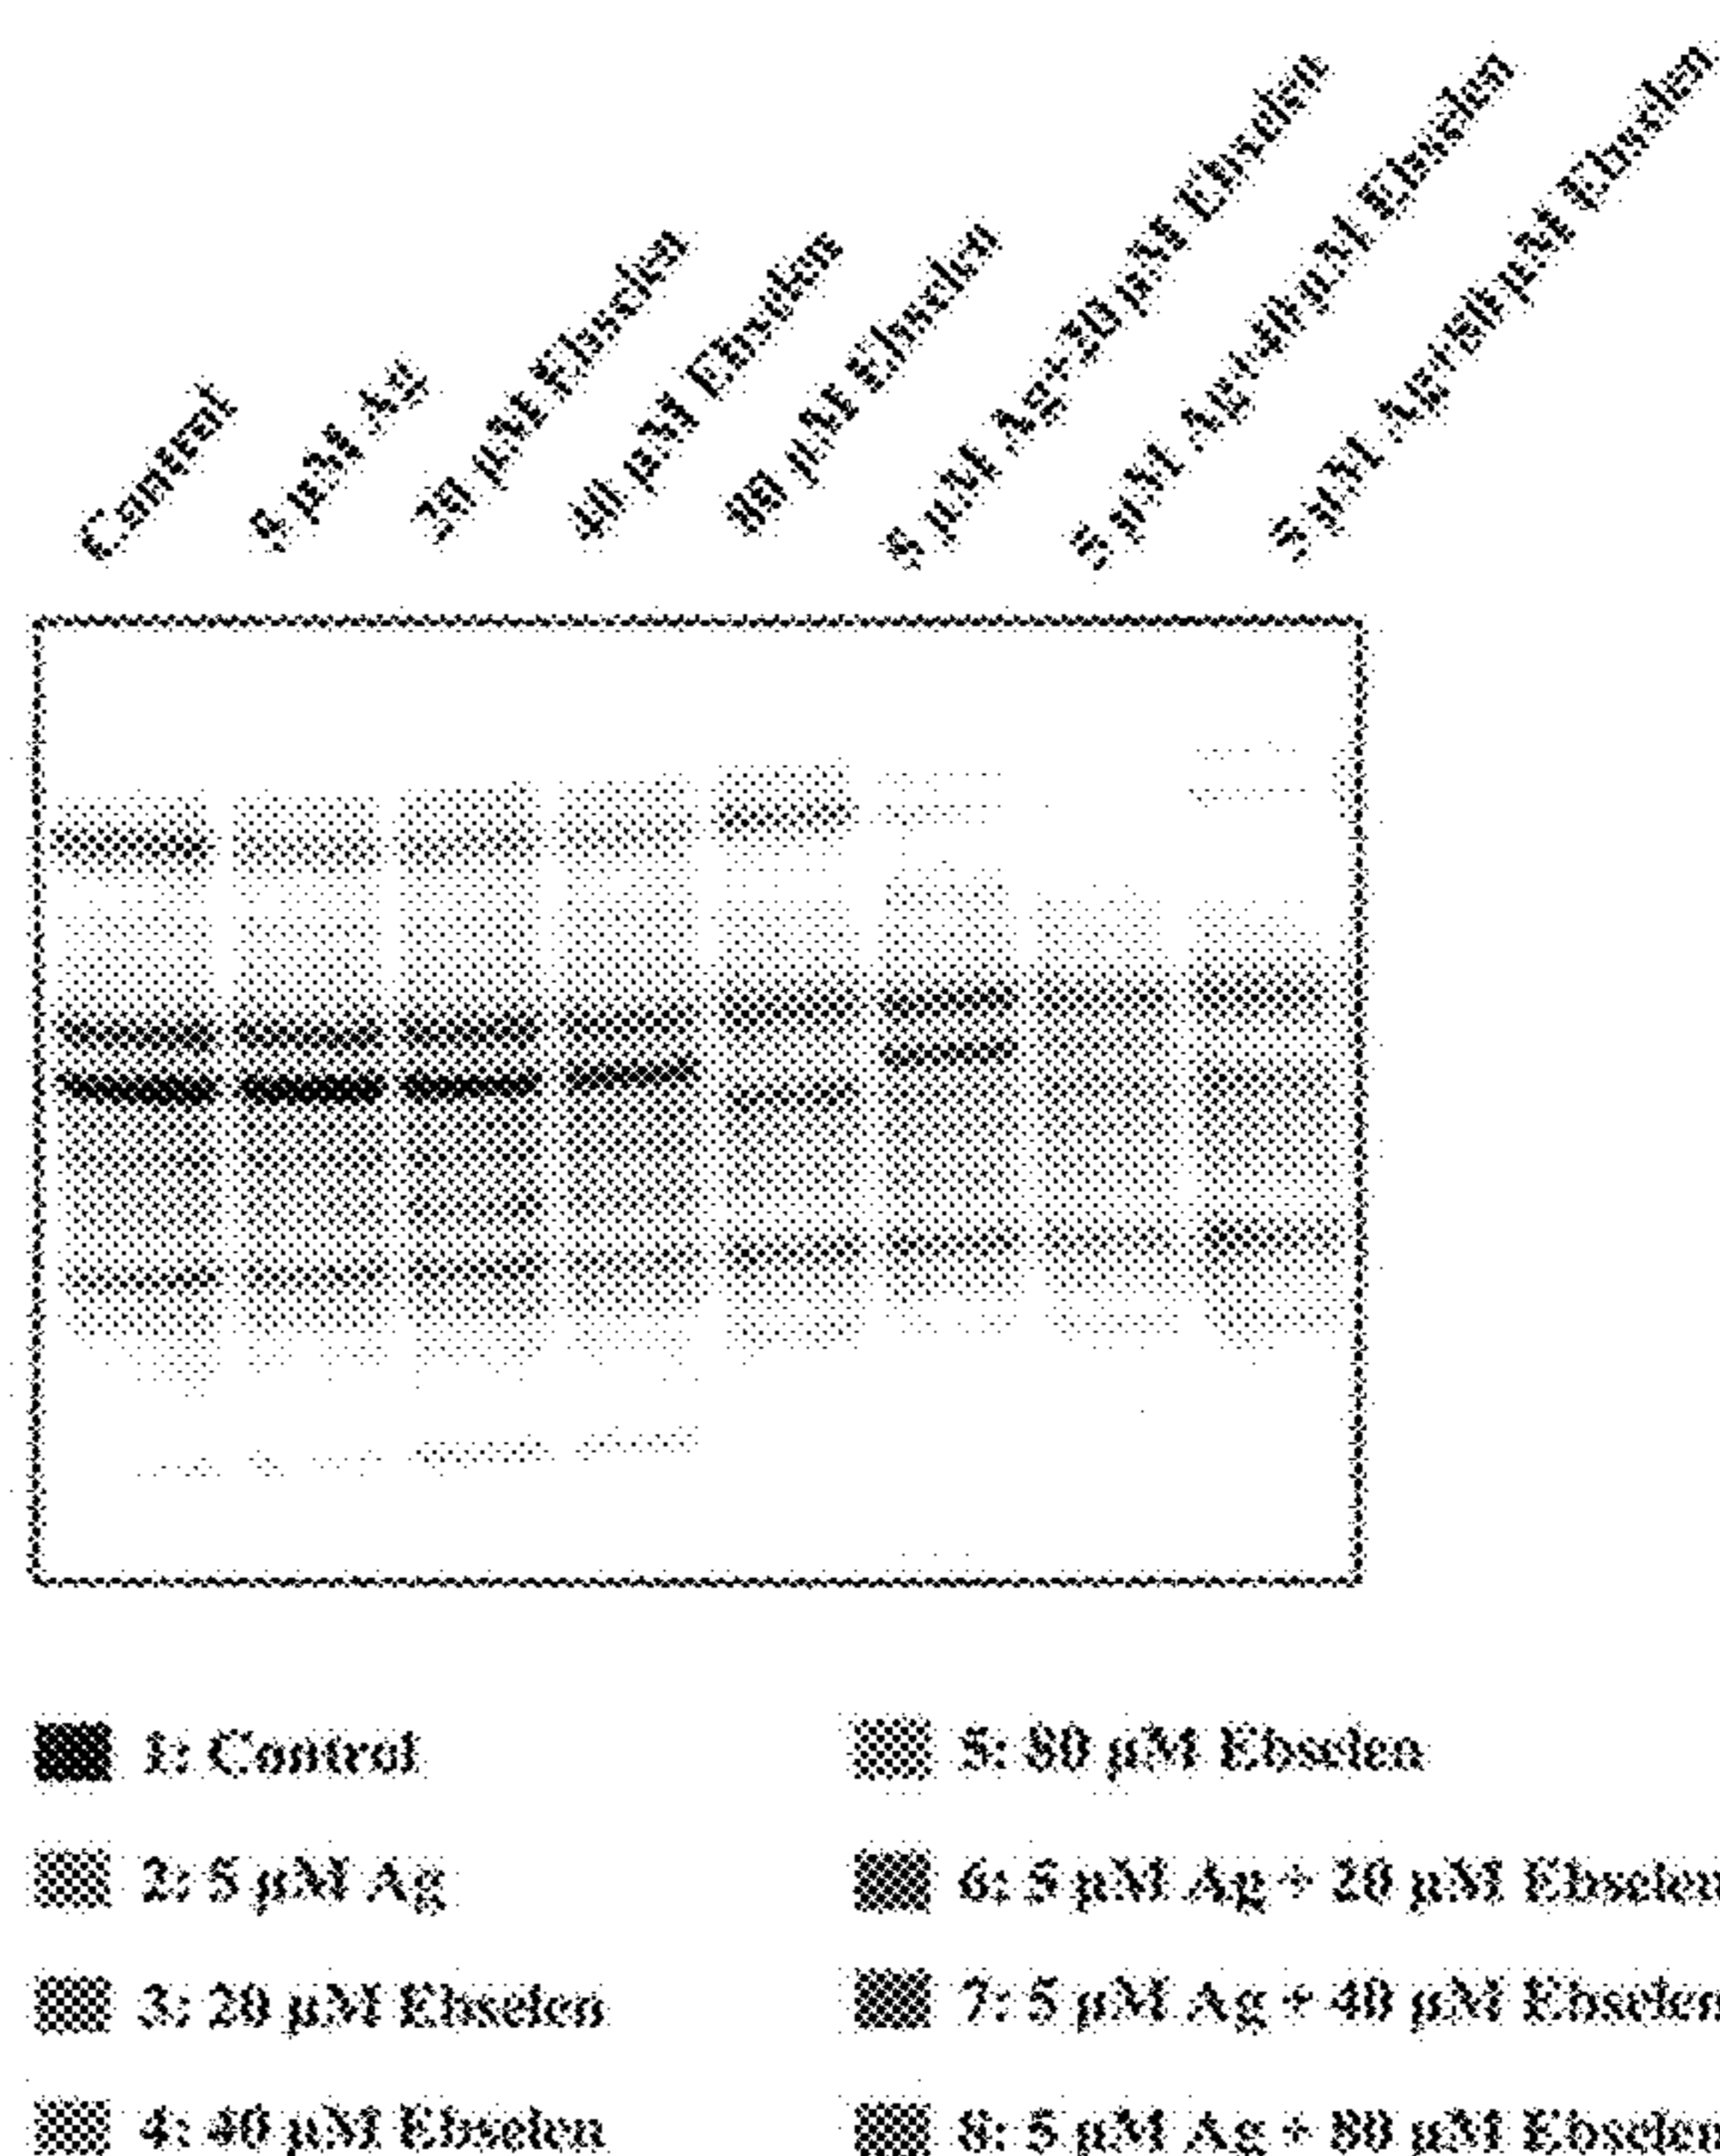 Control
5 µM Ag
20 µM Ebselen
40 µM Ebselen
80 µM Ebselen
5 µM Ag+20 µM Ebselen
5 µM Ag+40 µM Ebselen
5 µM Ag+80 µM Ebselen
1: Control
2: 5 µM Ag
3: 20 µM Ebselen
4: 40 µM Ebselen
5: 80 µM Ebselen
6: 5 µM Ag + 20 µM Ebselen
7: 5 µM Ag + 40 µM Ebselen
8: 5 µM Ag + 80 µM Ebselen